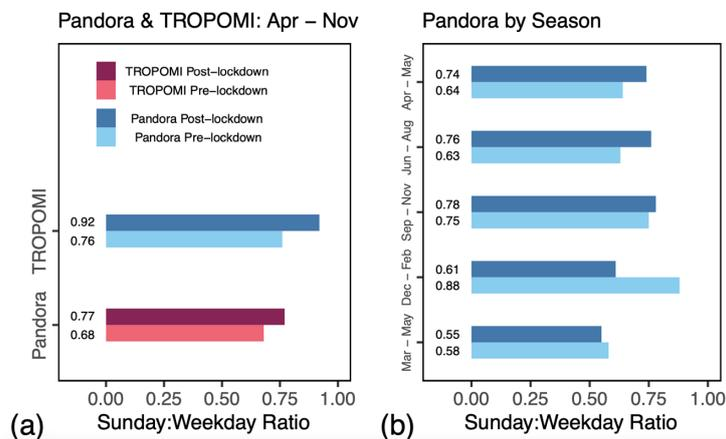 Pandora & TROPOMI: Apr − Nov
TROPOMI Post-lockdown
TROPOMI Pre-lockdown
Pandora Post-lockdown
Pandora Pre-lockdown
TROPOMI
0.92
0.76
Pandora
0.77
0.68
0.00 0.25 0.50 0.75 1.00
Sunday:Weekday Ratio
(a)
Pandora by Season
Apr − May
0.74
0.64
Jun − Aug
0.76
0.63
Sep − Nov
0.78
0.75
Dec − Feb
0.61
0.88
Mar − May
0.55
0.58
0.00 0.25 0.50 0.75 1.00
Sunday:Weekday Ratio
(b)